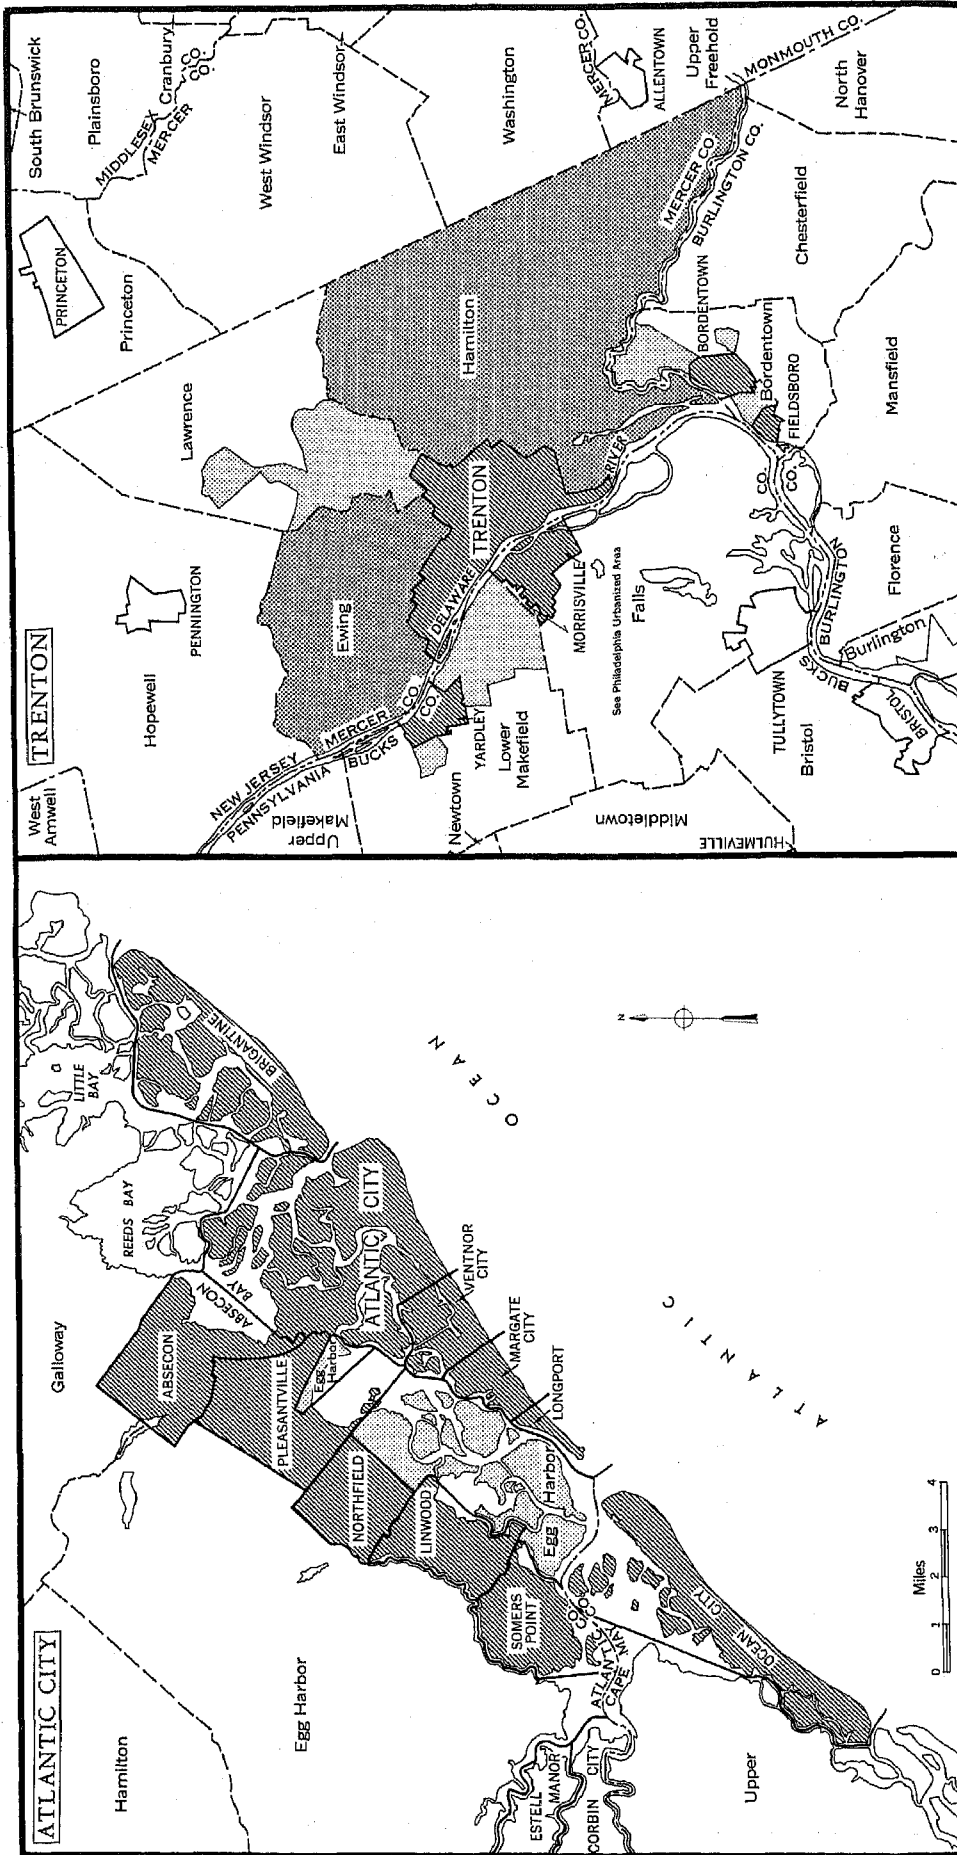 ATLANTIC CITY
Hamilton
Egg Harbor
Galloway
ABSECON
PLEASANTVILLE
NORTHFIELD
LINWOOD
SOMERS
POINT
Egg
Harbor
Egg
Harbor
ABSECON
BAY
REEDS BAY
LITTLE
BAY
BRIGANTINE
ATLANTIC CITY
VENTNOR
CITY
MARGATE
CITY
LONGPORT
ATLANTIC CO.
CAPE MAY CO.
OCEAN CITY
ESTELL
MANOR
CORBIN CITY
Upper
ATLANTIC
OCEAN
N
0 1 2 3 4
Miles
TRENTON
West
Amwell
Hopewell
PENNINGTON
Lawrence
Princeton
PRINCETON
South Brunswick
Plainsboro
Cranbury
MIDDLESEX CO.
MERCER CO.
West Windsor
East Windsor
Washington
MERCER CO.
ALLENTOWN
Upper
Freehold
MONMOUTH CO.
North
Hanover
Ewing
Hamilton
TRENTON
DELAWARE
RIVER
NEW JERSEY
PENNSYLVANIA
MERCER CO.
BUCKS CO.
Upper
Makefield
Newtown
YARDLEY
Lower
Makefield
MORRISVILLE
See Philadelphia Urbanized Area
Falls
Middletown
HULMEVILLE
TULLYTOWN
Bristol
BRISTOL
BUCKS CO.
BURLINGTON CO.
Burlington
Florence
Mansfield
FIELDSBORO
Bordentown
BORDENTOWN
Chesterfield
MERCER CO.
BURLINGTON CO.